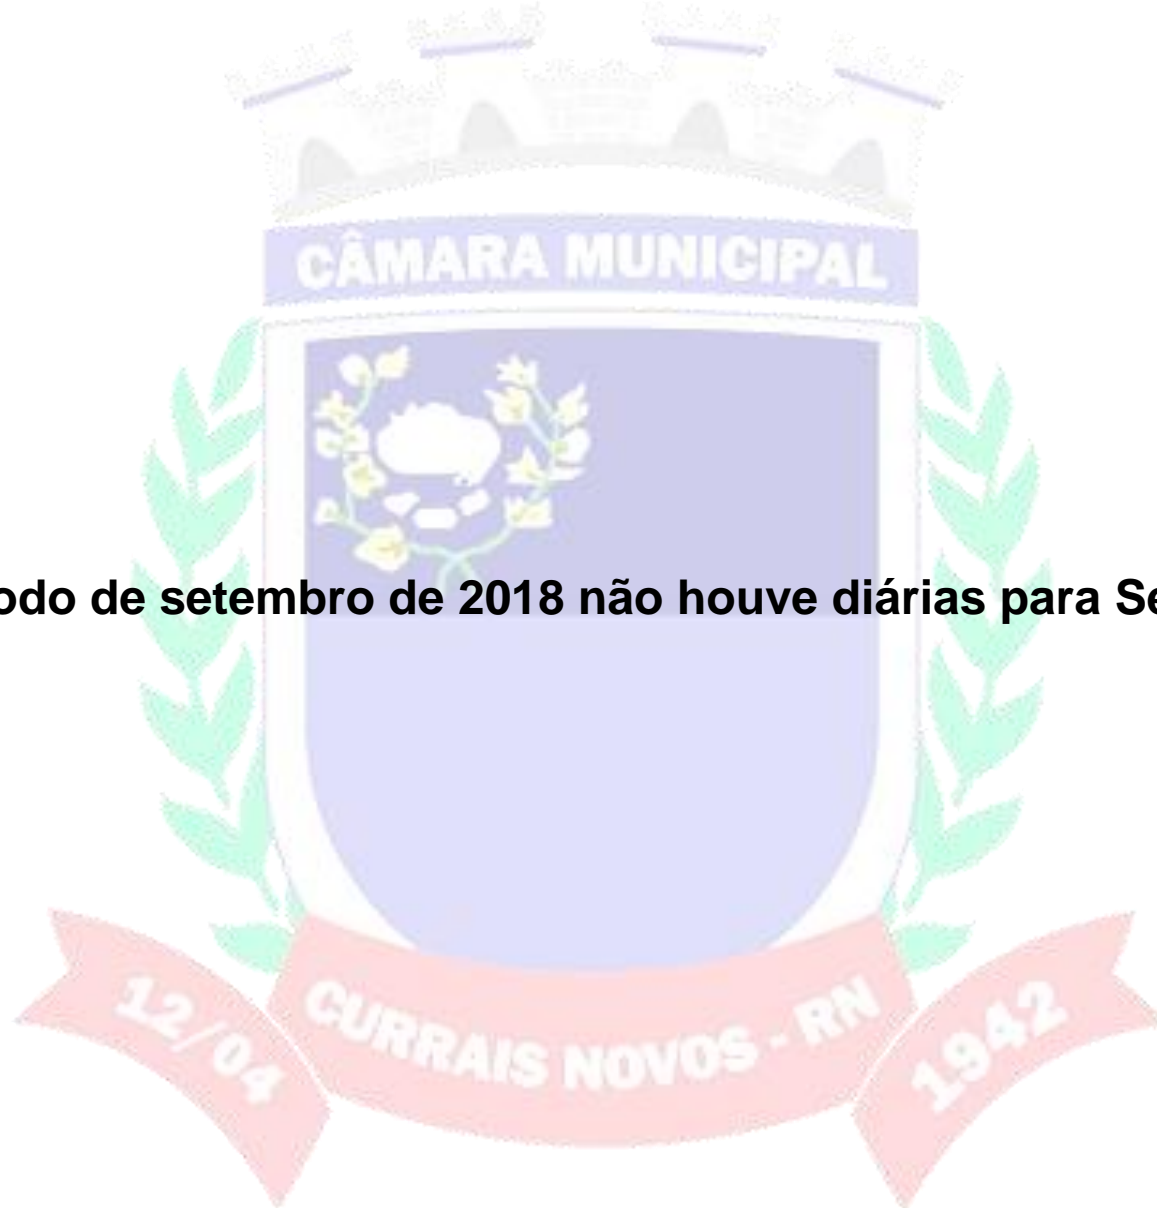 CÂMARA MUNICIPAL
odo de setembro de 2018 não houve diárias para Se
12/04
CURRAIS NOVOS - RN
1942